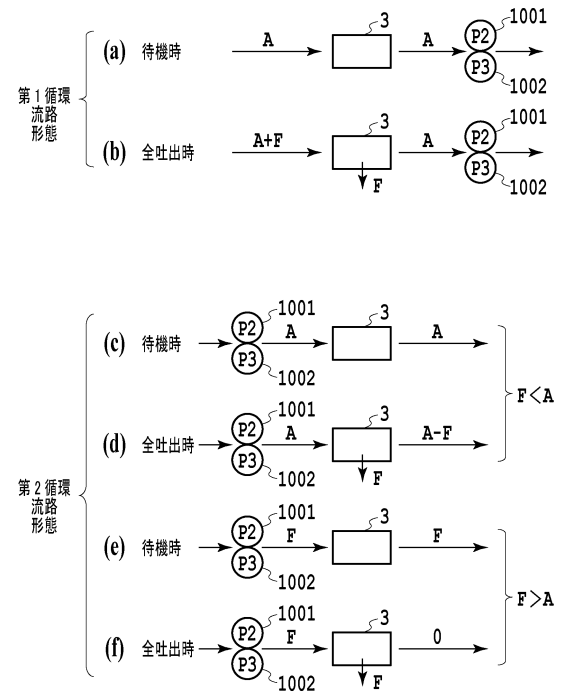 第1循環
流路
形態
(a) 待機時 A 3 A P2 P3 1001 1002
(b) 全吐出時 A+F 3 F A P2 P3 1001 1002
第2循環
流路
形態
(c) 待機時 P2 P3 1001 1002 A 3 A
(d) 全吐出時 P2 P3 1001 1002 A 3 F A-F
F<A
(e) 待機時 P2 P3 1001 1002 F 3 F
(f) 全吐出時 P2 P3 1001 1002 F 3 F 0
F>A